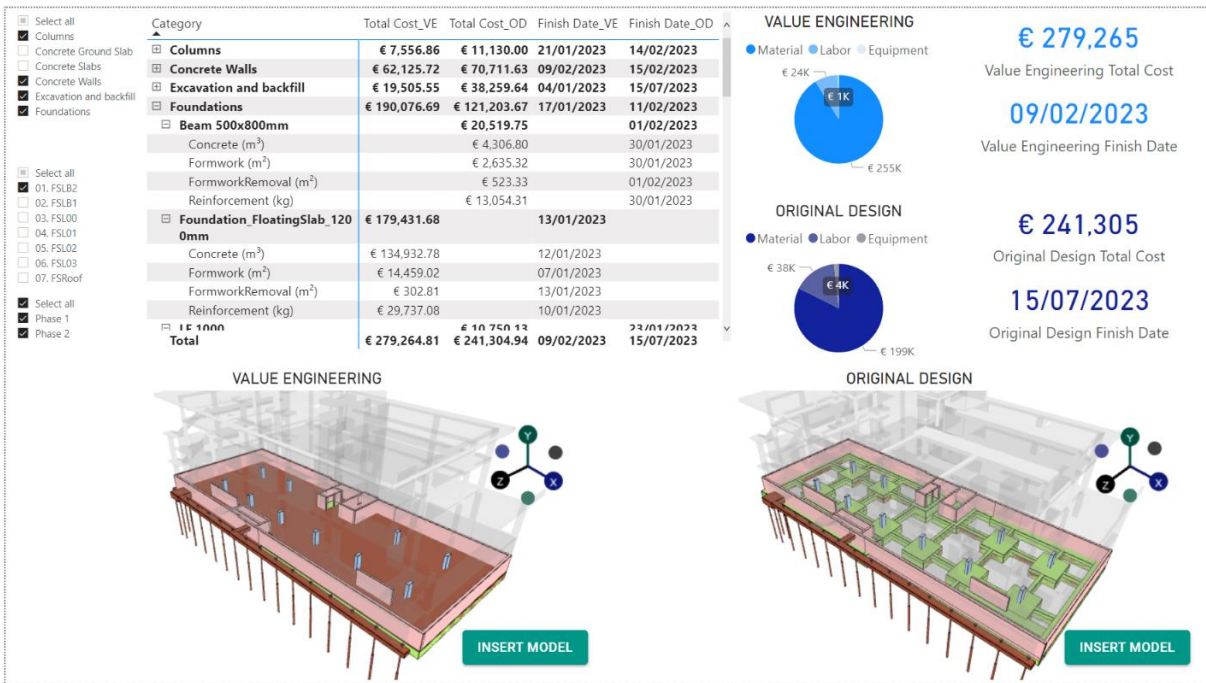 Select all
Columns
Concrete Ground Slab
Concrete Slabs
Concrete Walls
Excavation and backfill
Foundations
Select all
01. FSLB2
02. FSLB1
03. FSL00
04. FSL01
05. FSL02
06. FSL03
07. FSRoof
Select all
Phase 1
Phase 2
Category Total Cost_VE Total Cost_OD Finish Date_VE Finish Date_OD
Columns € 7,556.86 € 11,130.00 21/01/2023 14/02/2023
Concrete Walls € 62,125.72 € 70,711.63 09/02/2023 15/02/2023
Excavation and backfill € 19,505.55 € 38,259.64 04/01/2023 15/07/2023
Foundations € 190,076.69 € 121,203.67 17/01/2023 11/02/2023
Beam 500x800mm € 20,519.75 01/02/2023
Concrete (m³) € 4,306.80 30/01/2023
Formwork (m²) € 2,635.32 30/01/2023
FormworkRemoval (m²) € 523.33 01/02/2023
Reinforcement (kg) € 13,054.31 30/01/2023
Foundation_FloatingSlab_120 € 179,431.68 13/01/2023
0mm
Concrete (m³) € 134,932.78 12/01/2023
Formwork (m²) € 14,459.02 07/01/2023
FormworkRemoval (m²) € 302.81 13/01/2023
Reinforcement (kg) € 29,737.08 10/01/2023
LF 1000 € 10,750.13 23/01/2023
Total € 279,264.81 € 241,304.94 09/02/2023 15/07/2023
VALUE ENGINEERING
Material Labor Equipment
€ 24K
€ 1K
€ 255K
ORIGINAL DESIGN
Material Labor Equipment
€ 38K
€ 4K
€ 199K
€ 279,265
Value Engineering Total Cost
09/02/2023
Value Engineering Finish Date
€ 241,305
Original Design Total Cost
15/07/2023
Original Design Finish Date
VALUE ENGINEERING
Y
Z
X
INSERT MODEL
ORIGINAL DESIGN
Y
Z
X
INSERT MODEL